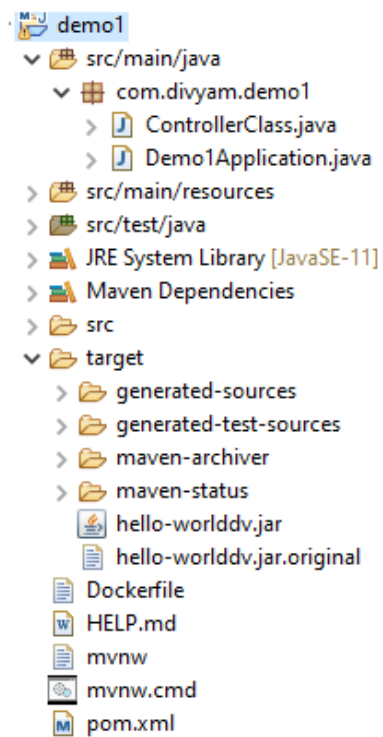 demo1
src/main/java
com.divyam.demo1
ControllerClass.java
Demo1Application.java
src/main/resources
src/test/java
JRE System Library [JavaSE-11]
Maven Dependencies
src
target
generated-sources
generated-test-sources
maven-archiver
maven-status
hello-worlddv.jar
hello-worlddv.jar.original
Dockerfile
HELP.md
mvnw
mvnw.cmd
pom.xml